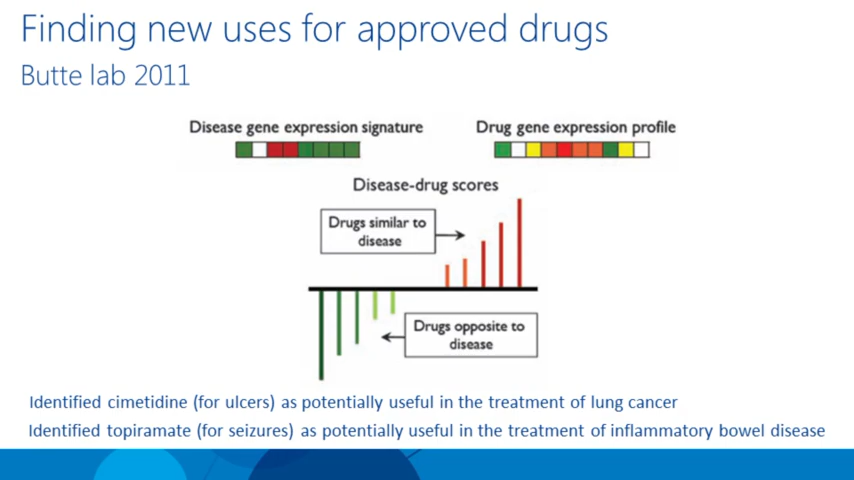 Finding new uses for approved drugs
Butte lab 2011
Disease gene expression signature
Drug gene expression profile
Disease-drug scores
Drugs similar to
disease
Drugs opposite to
disease
Identified cimetidine (for ulcers) as potentially useful in the treatment of lung cancer
Identified topiramate (for seizures) as potentially useful in the treatment of inflammatory bowel disease